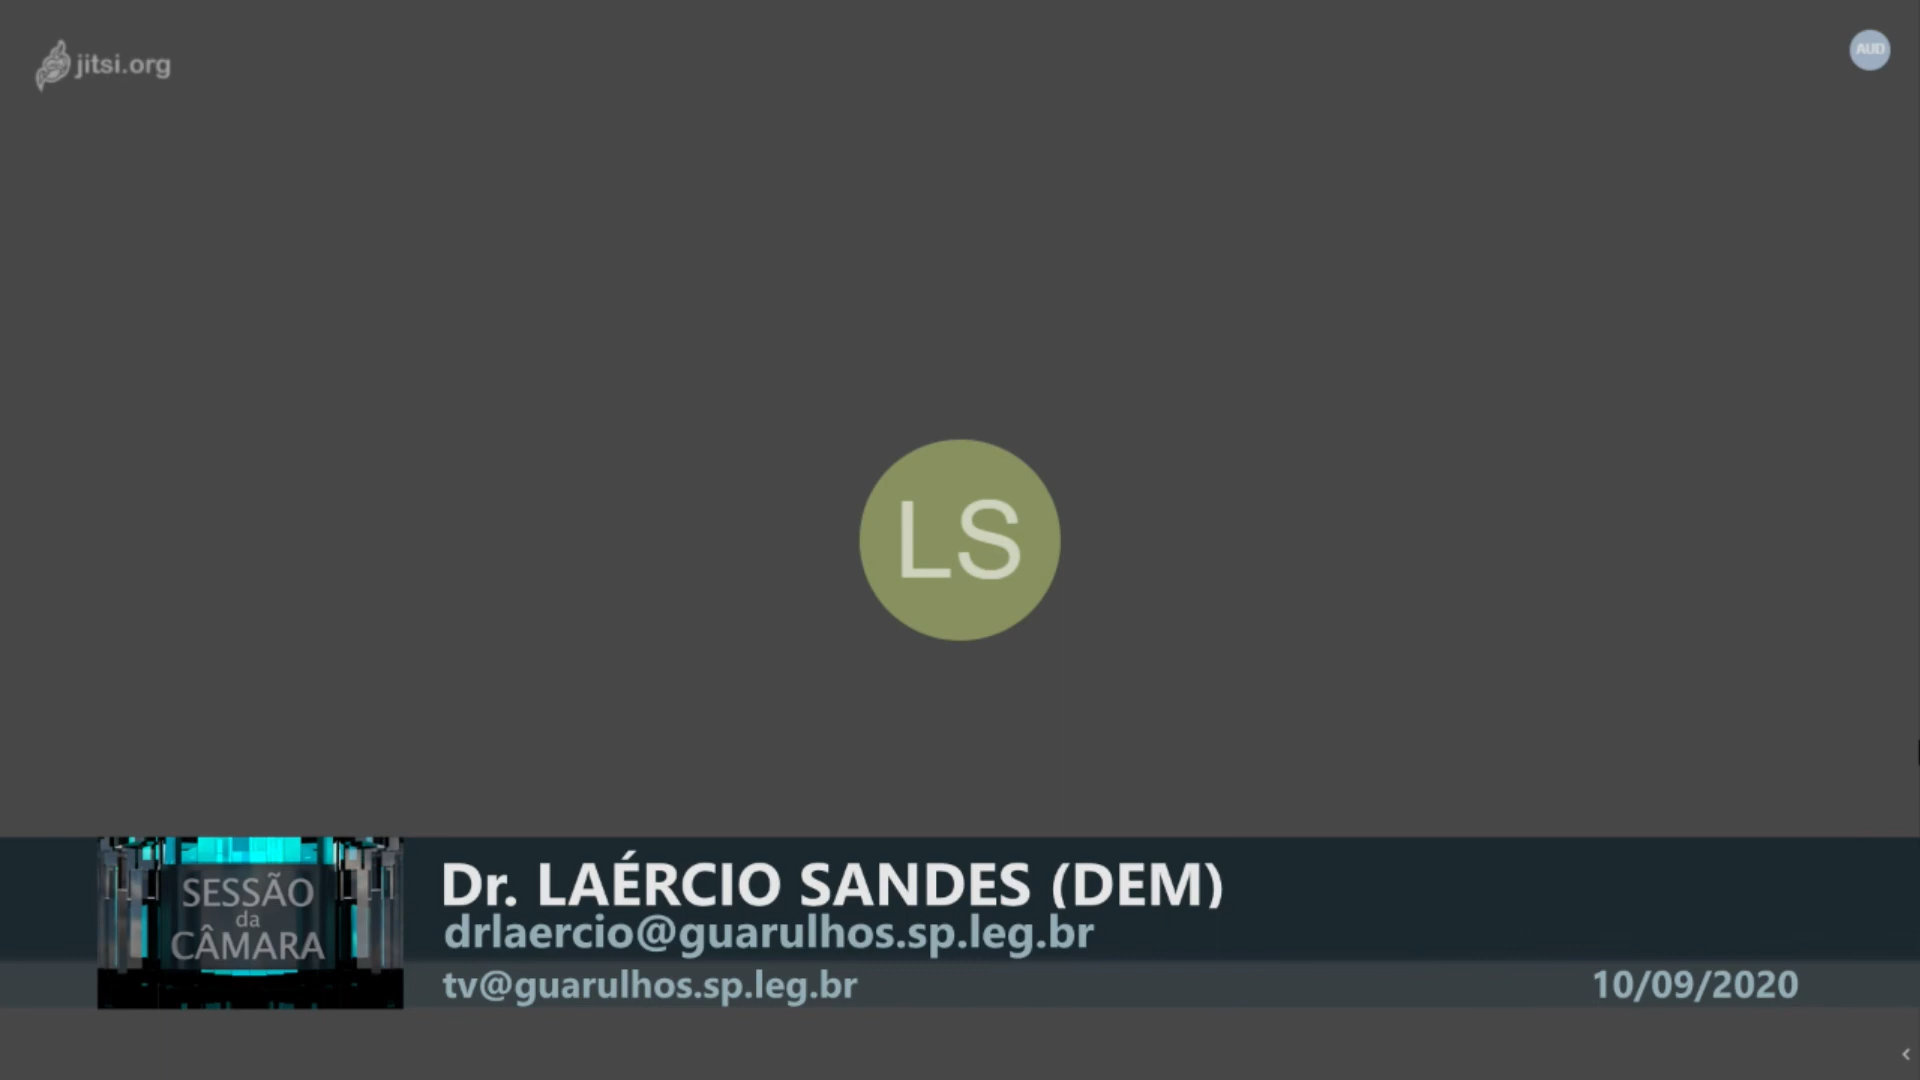 jitsi.org
AUD
LS
SESSÃO
da
CÂMARA
Dr. LAÉRCIO SANDES (DEM)
drlaercio@guarulhos.sp.leg.br
tv@guarulhos.sp.leg.br
10/09/2020